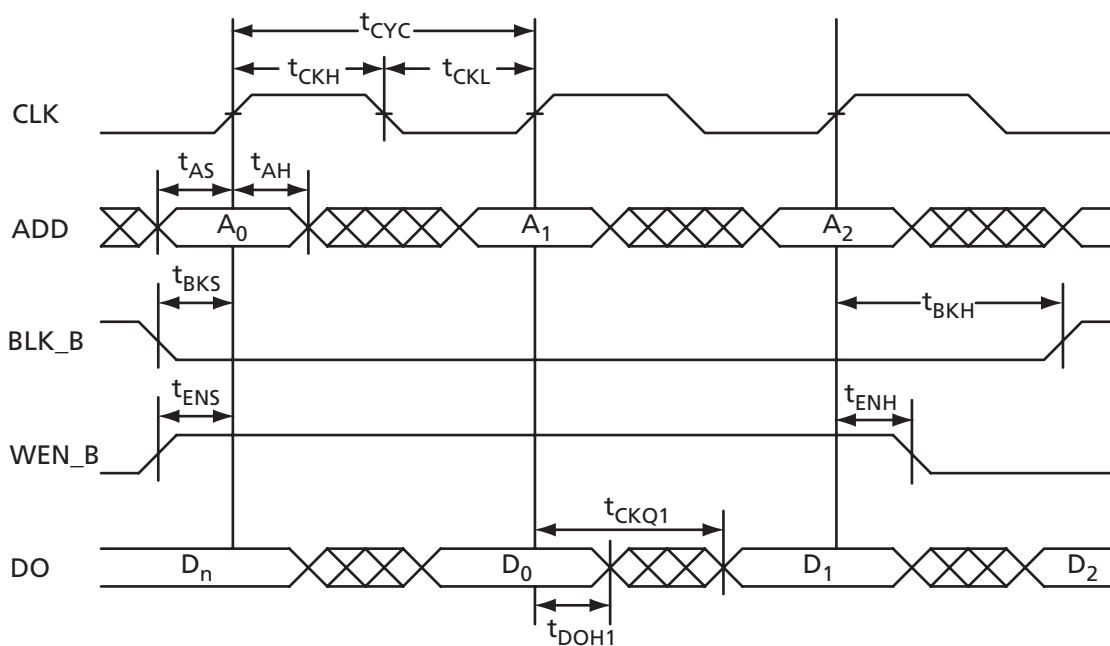 tCYC
tCKH tCKL
CLK
tAS tAH
ADD A0 A1 A2
tBKS tBKH
BLK_B
tENS tENH
WEN_B
tCKQ1
DO Dn D0 D1 D2
tDOH1